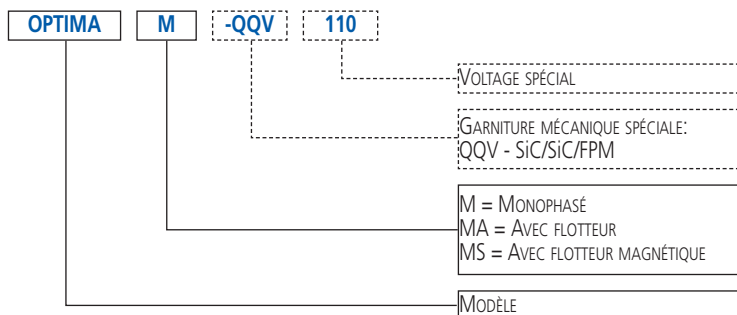 OPTIMA M -QQV 110
VOLTAGE SPÉCIAL
GARNITURE MÉCANIQUE SPÉCIALE:
QQV - SiC/SiC/FPM
M = MONOPHASÉ
MA = AVEC FLOTTEUR
MS = AVEC FLOTTEUR MAGNÉTIQUE
MODÈLE